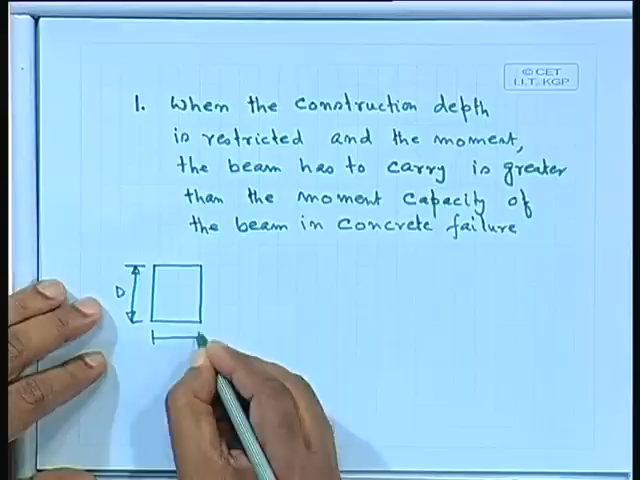 © CET
I.I.T. KGP
1. When the construction depth
is restricted and the moment,
the beam has to carry is greater
than the moment capacity of
the beam in concrete failure
D